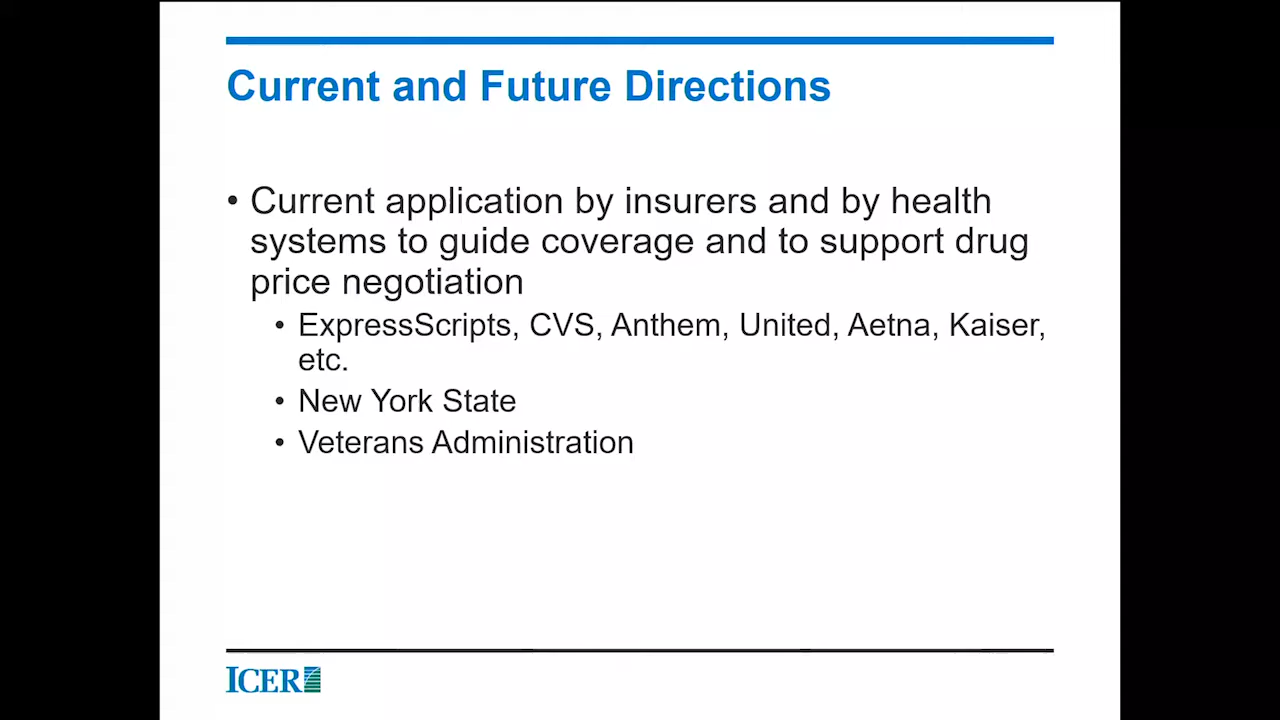 Current and Future Directions
• Current application by insurers and by health
systems to guide coverage and to support drug
price negotiation
• ExpressScripts, CVS, Anthem, United, Aetna, Kaiser,
etc.
• New York State
• Veterans Administration
ICER